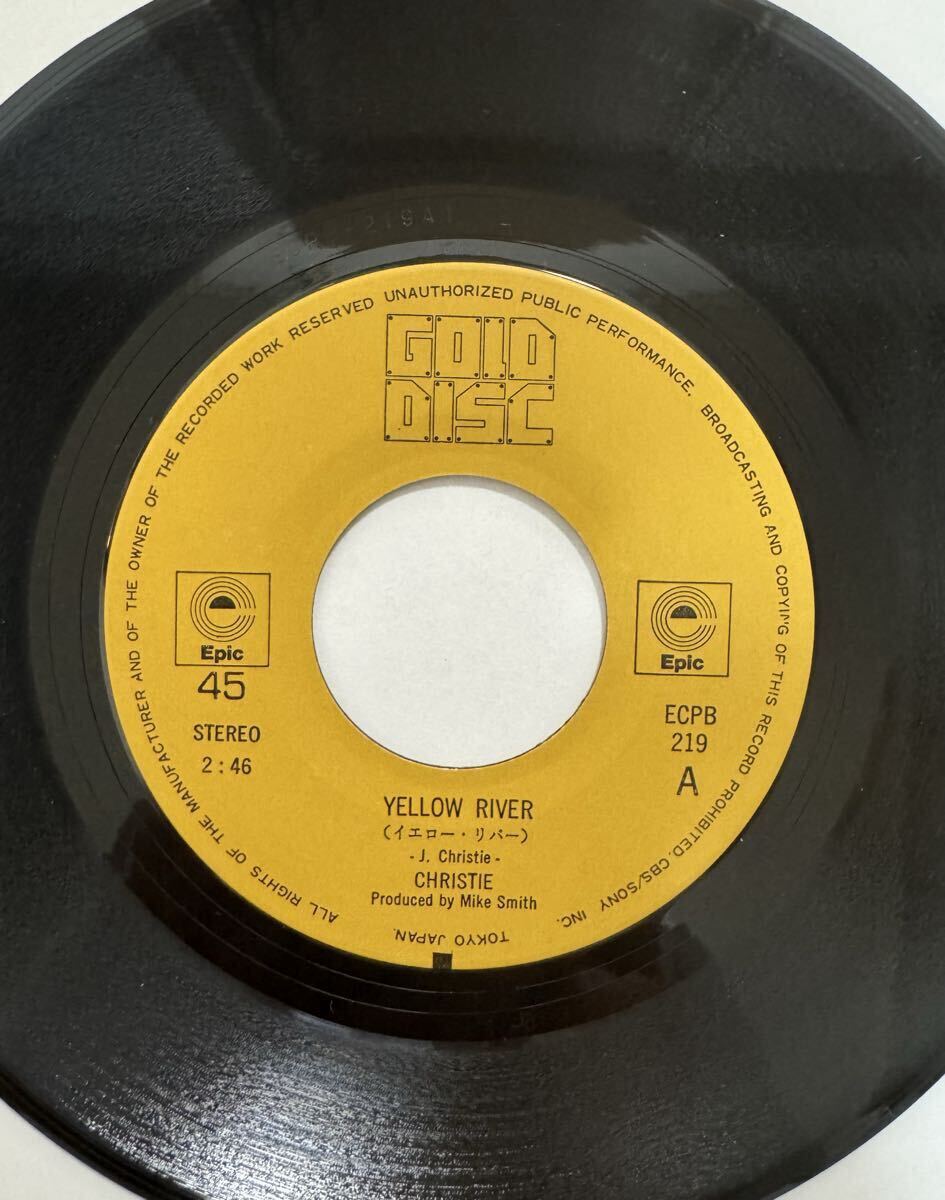 219A1
ALL RIGHTS OF THE MANUFACTURER AND OF THE OWNER OF THE RECORDED WORK RESERVED UNAUTHORIZED PUBLIC PERFORMANCE, BROADCASTING AND COPYING OF THIS RECORD PROHIBITED. CBS/SONY INC.
TOKYO JAPAN.
GOLD
DISC
Epic
45
STEREO
2:46
Epic
ECPB
219
A
YELLOW RIVER
(イエロー・リバー)
- J. Christie -
CHRISTIE
Produced by Mike Smith